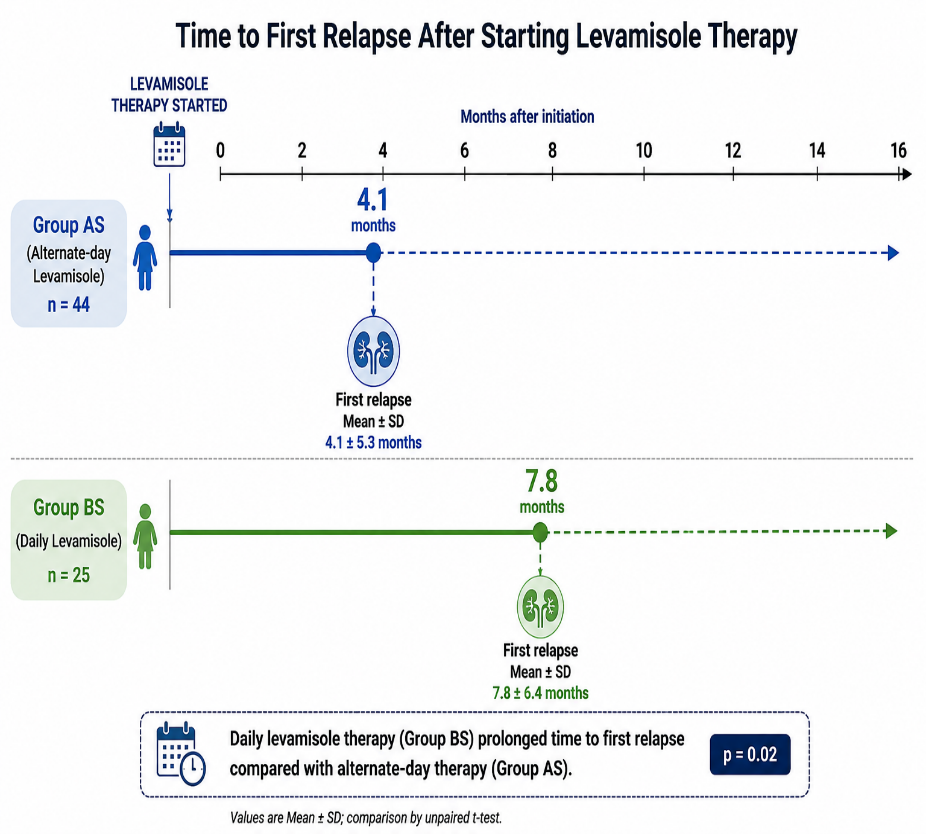 Time to First Relapse After Starting Levamisole Therapy
LEVAMISOLE
THERAPY STARTED
Months after initiation
0 2 4 6 8 10 12 14 16
4.1
months
Group AS
(Alternate-day
Levamisole)
n = 44
First relapse
Mean ± SD
4.1 ± 5.3 months
7.8
months
Group BS
(Daily Levamisole)
n = 25
First relapse
Mean ± SD
7.8 ± 6.4 months
Daily levamisole therapy (Group BS) prolonged time to first relapse
compared with alternate-day therapy (Group AS).
p = 0.02
Values are Mean ± SD; comparison by unpaired t-test.